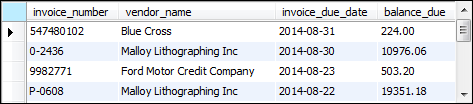 invoice_number vendor_name invoice_due_date balance_due
547480102 Blue Cross 2014-08-31 224.00
0-2436 Malloy Lithographing Inc 2014-08-30 10976.06
9982771 Ford Motor Credit Company 2014-08-23 503.20
P-0608 Malloy Lithographing Inc 2014-08-22 19351.18